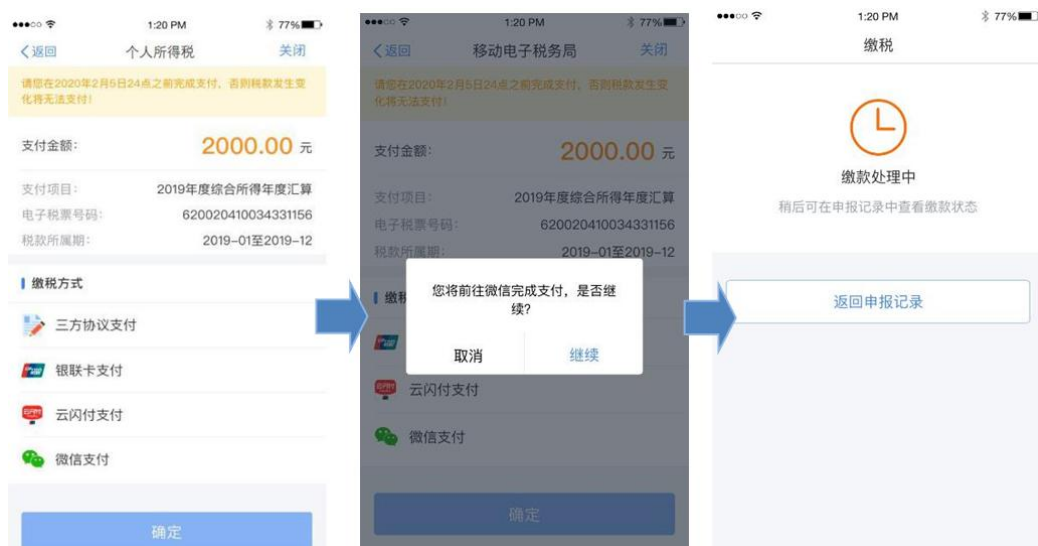 1:20 PM
77%
返回
个人所得税
关闭
请您在2020年2月5日24点之前完成支付，否则税款发生变
化将无法支付！
支付金额：
2000.00 元
支付项目：
2019年度综合所得年度汇算
电子税票号码：
620020410034331156
税款所属期：
2019–01至2019–12
缴税方式
三方协议支付
银联卡支付
云闪付支付
微信支付
确定
1:20 PM
77%
返回
移动电子税务局
关闭
请您在2020年2月5日24点之前完成支付，否则税款发生变
化将无法支付！
支付金额：
2000.00 元
支付项目：
2019年度综合所得年度汇算
电子税票号码：
620020410034331156
税款所属期：
2019–01至2019–12
您将前往微信完成支付，是否继
续？
取消
继续
云闪付支付
微信支付
确定
1:20 PM
77%
缴税
缴款处理中
稍后可在申报记录中查看缴款状态
返回申报记录